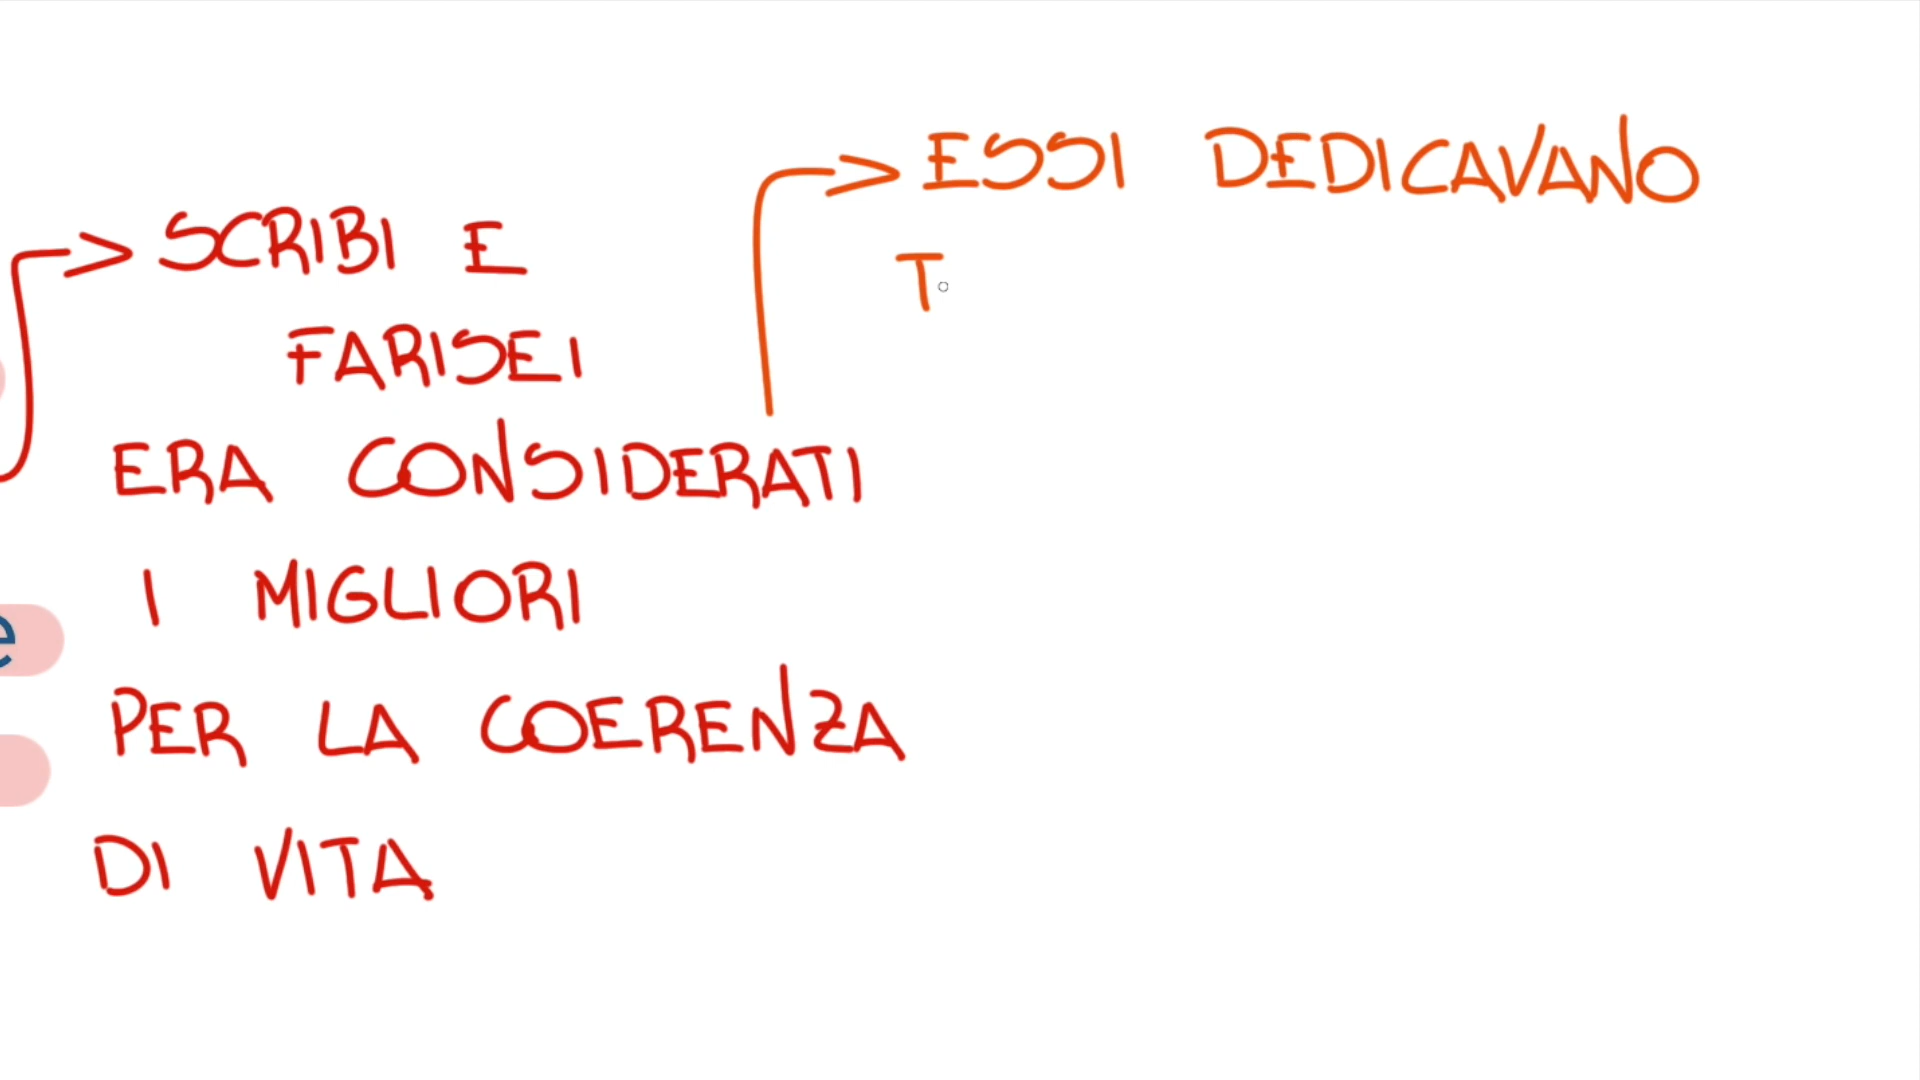 SCRIBI E
FARISEI
ERA CONSIDERATI
I MIGLIORI
PER LA COERENZA
DI VITA
ESSI DEDICAVANO
T
e